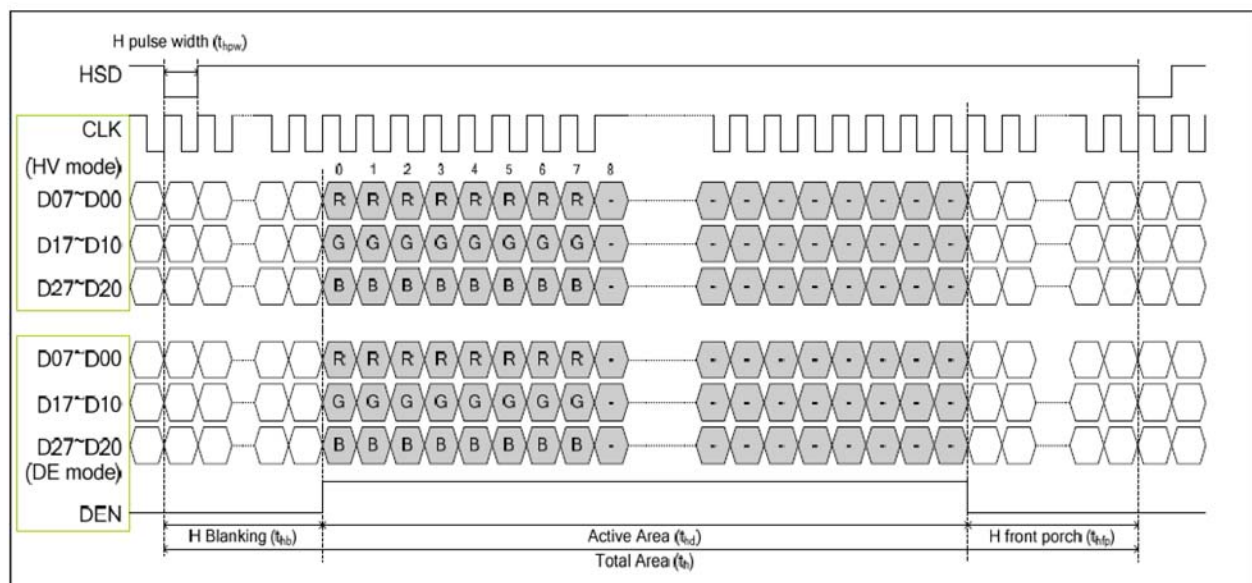 H pulse width (thpw)
HSD
CLK
(HV mode)
0 1 2 3 4 5 6 7 8
D07~D00 R R R R R R R R - - - - - - - - -
D17~D10 G G G G G G G G - - - - - - - - -
D27~D20 B B B B B B B B - - - - - - - - -
D07~D00 R R R R R R R R - - - - - - - - -
D17~D10 G G G G G G G G - - - - - - - - -
D27~D20 B B B B B B B B - - - - - - - - -
(DE mode)
DEN
H Blanking (thb) Active Area (thd) H front porch (thfp)
Total Area (th)